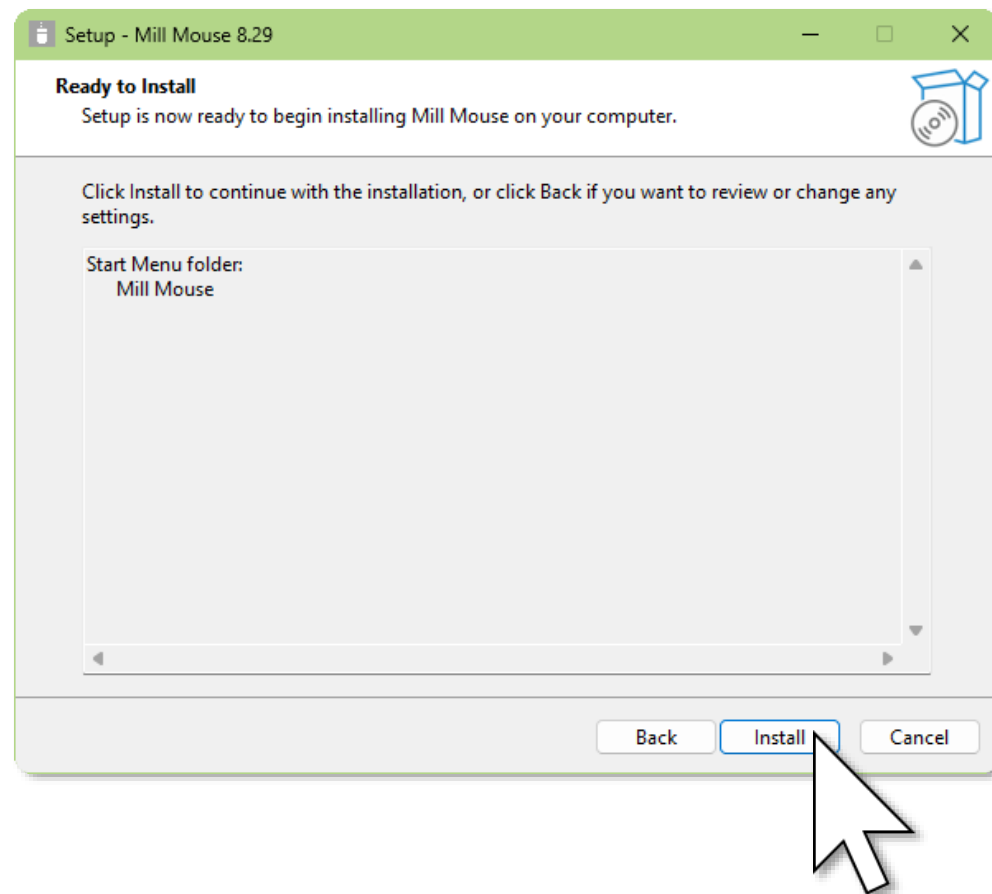 Setup - Mill Mouse 8.29
Ready to Install
Setup is now ready to begin installing Mill Mouse on your computer.
Click Install to continue with the installation, or click Back if you want to review or change any
settings.
Start Menu folder:
Mill Mouse
Back Install Cancel